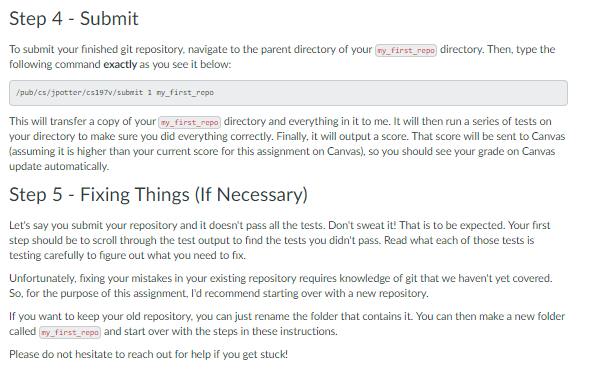 Step 4 - Submit
To submit your finished git repository, navigate to the parent directory of your my_first_repo directory. Then, type the
following command exactly as you see it below:
/pub/cs/jpotter/cs197v/submit 1 my_first_repo
This will transfer a copy of your my_first_repo directory and everything in it to me. It will then run a series of tests on
your directory to make sure you did everything correctly. Finally, it will output a score. That score will be sent to Canvas
(assuming it is higher than your current score for this assignment on Canvas), so you should see your grade on Canvas
update automatically.
Step 5 - Fixing Things (If Necessary)
Let's say you submit your repository and it doesn't pass all the tests. Don't sweat it! That is to be expected. Your first
step should be to scroll through the test output to find the tests you didn't pass. Read what each of those tests is
testing carefully to figure out what you need to fix.
Unfortunately, fixing your mistakes in your existing repository requires knowledge of git that we haven't yet covered.
So, for the purpose of this assignment, I'd recommend starting over with a new repository.
If you want to keep your old repository, you can just rename the folder that contains it. You can then make a new folder
called my_first_repo and start over with the steps in these instructions.
Please do not hesitate to reach out for help if you get stuck!